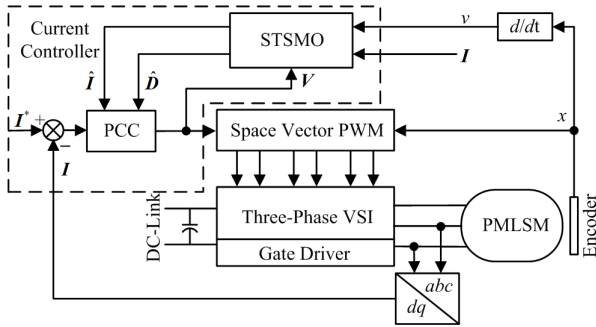 Current
Controller
STSMO
v
d/dt
I
Î
D̂
V
I* +
−
PCC
I
Space Vector PWM
x
DC-Link
Three-Phase VSI
Gate Driver
PMLSM
Encoder
abc
dq